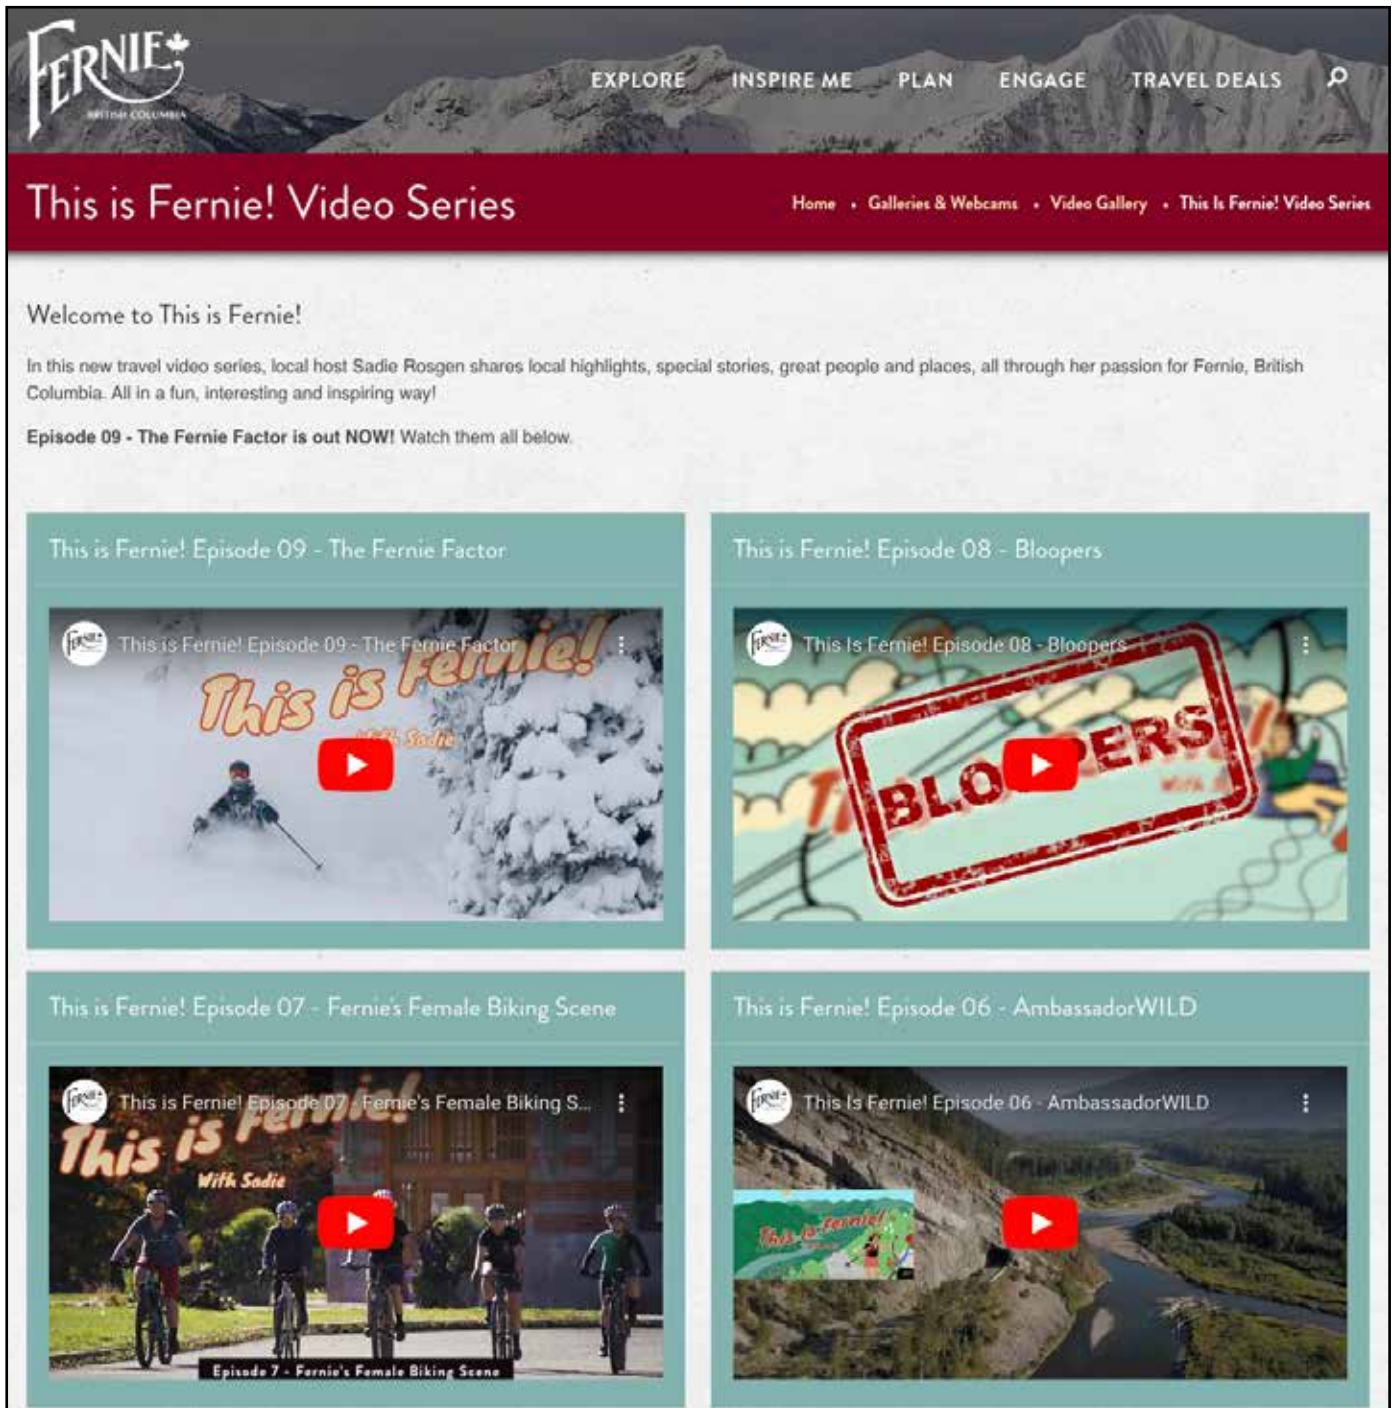 FERNIE
BRITISH COLUMBIA
EXPLORE INSPIRE ME PLAN ENGAGE TRAVEL DEALS
This is Fernie! Video Series
Home • Galleries & Webcams • Video Gallery • This Is Fernie! Video Series
Welcome to This is Fernie!
In this new travel video series, local host Sadie Rosgen shares local highlights, special stories, great people and places, all through her passion for Fernie, British
Columbia. All in a fun, interesting and inspiring way!
Episode 09 - The Fernie Factor is out NOW! Watch them all below.
This is Fernie! Episode 09 - The Fernie Factor
FERNIE
This is Fernie! Episode 09 - The Fernie Factor
This is Fernie!
With Sadie
This is Fernie! Episode 08 - Bloopers
FERNIE
This Is Fernie! Episode 08 - Bloopers
BLOOPERS
This is Fernie! Episode 07 - Fernie's Female Biking Scene
FERNIE
This is Fernie! Episode 07 - Fernie's Female Biking S...
This is Fernie!
With Sadie
Episode 7 - Fernie's Female Biking Scene
This is Fernie! Episode 06 - AmbassadorWILD
FERNIE
This Is Fernie! Episode 06 - AmbassadorWILD
This is Fernie!